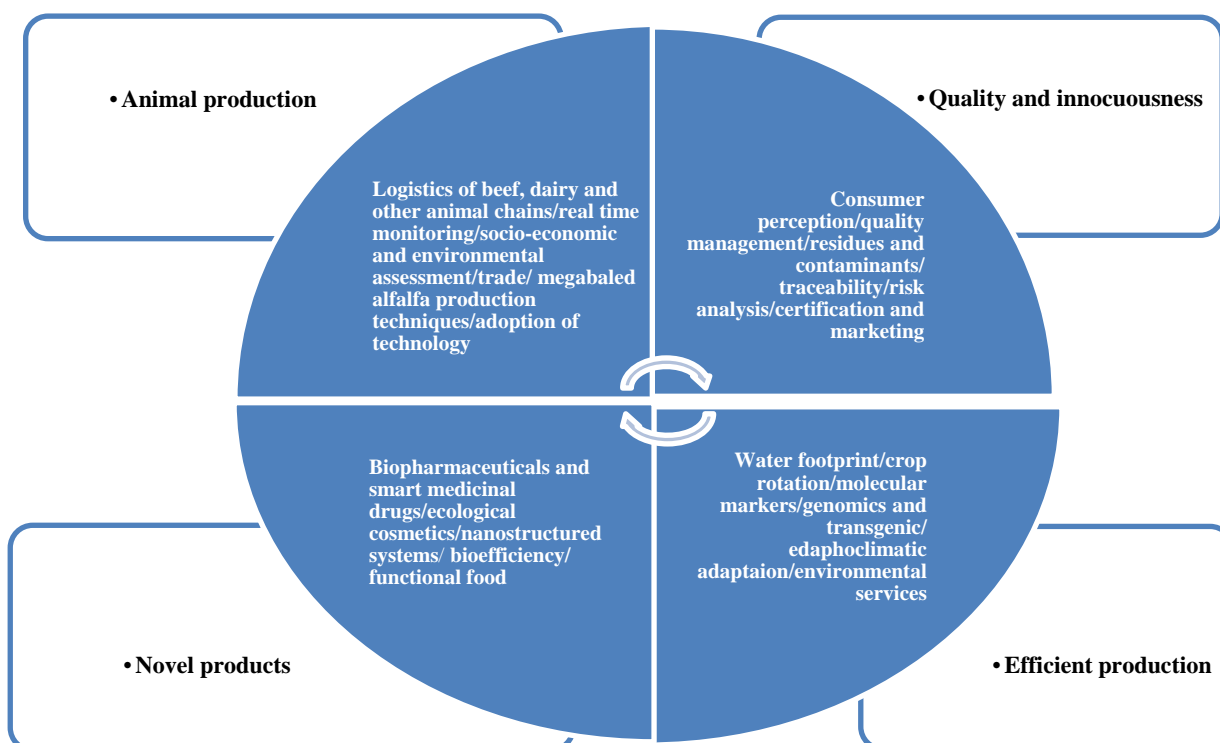 • Animal production
• Quality and innocuousness
Logistics of beef, dairy and
other animal chains/real time
monitoring/socio-economic
and environmental
assessment/trade/ megabaled
alfalfa production
techniques/adoption of
technology
Consumer
perception/quality
management/residues and
contaminants/
traceability/risk
analysis/certification and
marketing
Biopharmaceuticals and
smart medicinal
drugs/ecological
cosmetics/nanostructured
systems/ bioefficiency/
functional food
Water footprint/crop
rotation/molecular
markers/genomics and
transgenic/
edaphoclimatic
adaptaion/environmental
services
• Novel products
• Efficient production